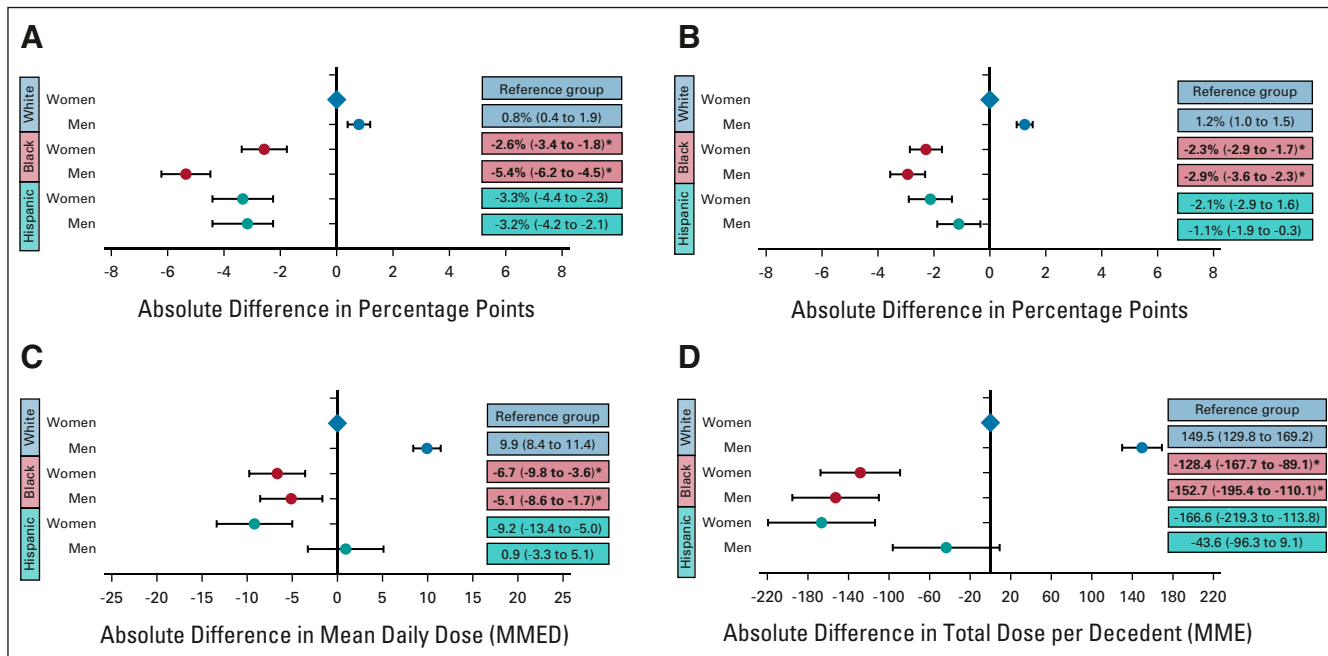 A
White
Black
Hispanic
Women
Men
Women
Men
Women
Men
Reference group
0.8% (0.4 to 1.9)
-2.6% (-3.4 to -1.8)*
-5.4% (-6.2 to -4.5)*
-3.3% (-4.4 to -2.3)
-3.2% (-4.2 to -2.1)
-8 -6 -4 -2 0 2 4 6 8
Absolute Difference in Percentage Points
B
White
Black
Hispanic
Women
Men
Women
Men
Women
Men
Reference group
1.2% (1.0 to 1.5)
-2.3% (-2.9 to -1.7)*
-2.9% (-3.6 to -2.3)*
-2.1% (-2.9 to 1.6)
-1.1% (-1.9 to -0.3)
-8 -6 -4 -2 0 2 4 6 8
Absolute Difference in Percentage Points
C
White
Black
Hispanic
Women
Men
Women
Men
Women
Men
Reference group
9.9 (8.4 to 11.4)
-6.7 (-9.8 to -3.6)*
-5.1 (-8.6 to -1.7)*
-9.2 (-13.4 to -5.0)
0.9 (-3.3 to 5.1)
-25 -20 -15 -10 -5 0 5 10 15 20 25
Absolute Difference in Mean Daily Dose (MMED)
D
White
Black
Hispanic
Women
Men
Women
Men
Women
Men
Reference group
149.5 (129.8 to 169.2)
-128.4 (-167.7 to -89.1)*
-152.7 (-195.4 to -110.1)*
-166.6 (-219.3 to -113.8)
-43.6 (-96.3 to 9.1)
-220 -180 -140 -100 -60 -20 20 60 100 140 180 220
Absolute Difference in Total Dose per Decedent (MME)